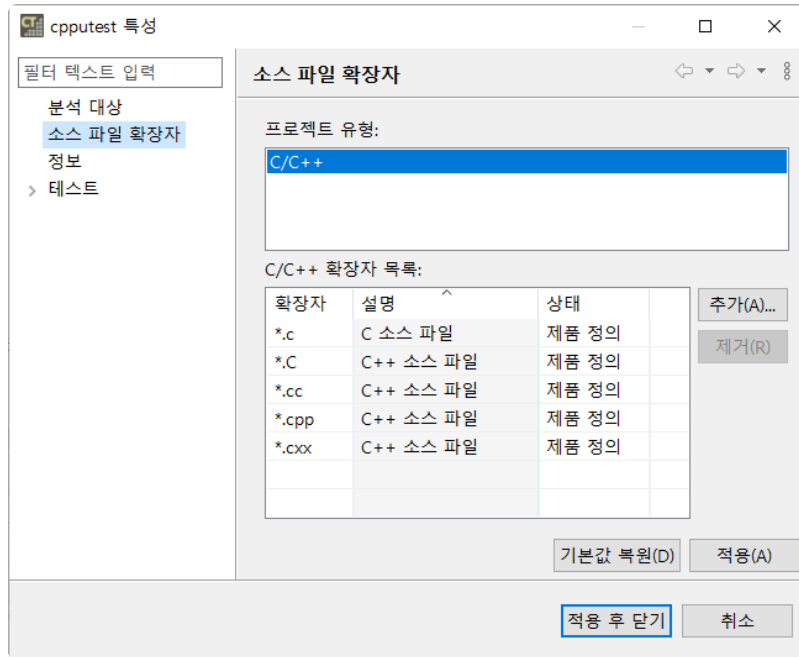 CT
cpputest 특성
필터 텍스트 입력
분석 대상
소스 파일 확장자
정보
테스트
소스 파일 확장자
프로젝트 유형:
C/C++
C/C++ 확장자 목록:
확장자 설명 상태
*.c C 소스 파일 제품 정의
*.C C++ 소스 파일 제품 정의
*.cc C++ 소스 파일 제품 정의
*.cpp C++ 소스 파일 제품 정의
*.cxx C++ 소스 파일 제품 정의
추가(A)...
제거(R)
기본값 복원(D) 적용(A)
적용 후 닫기 취소